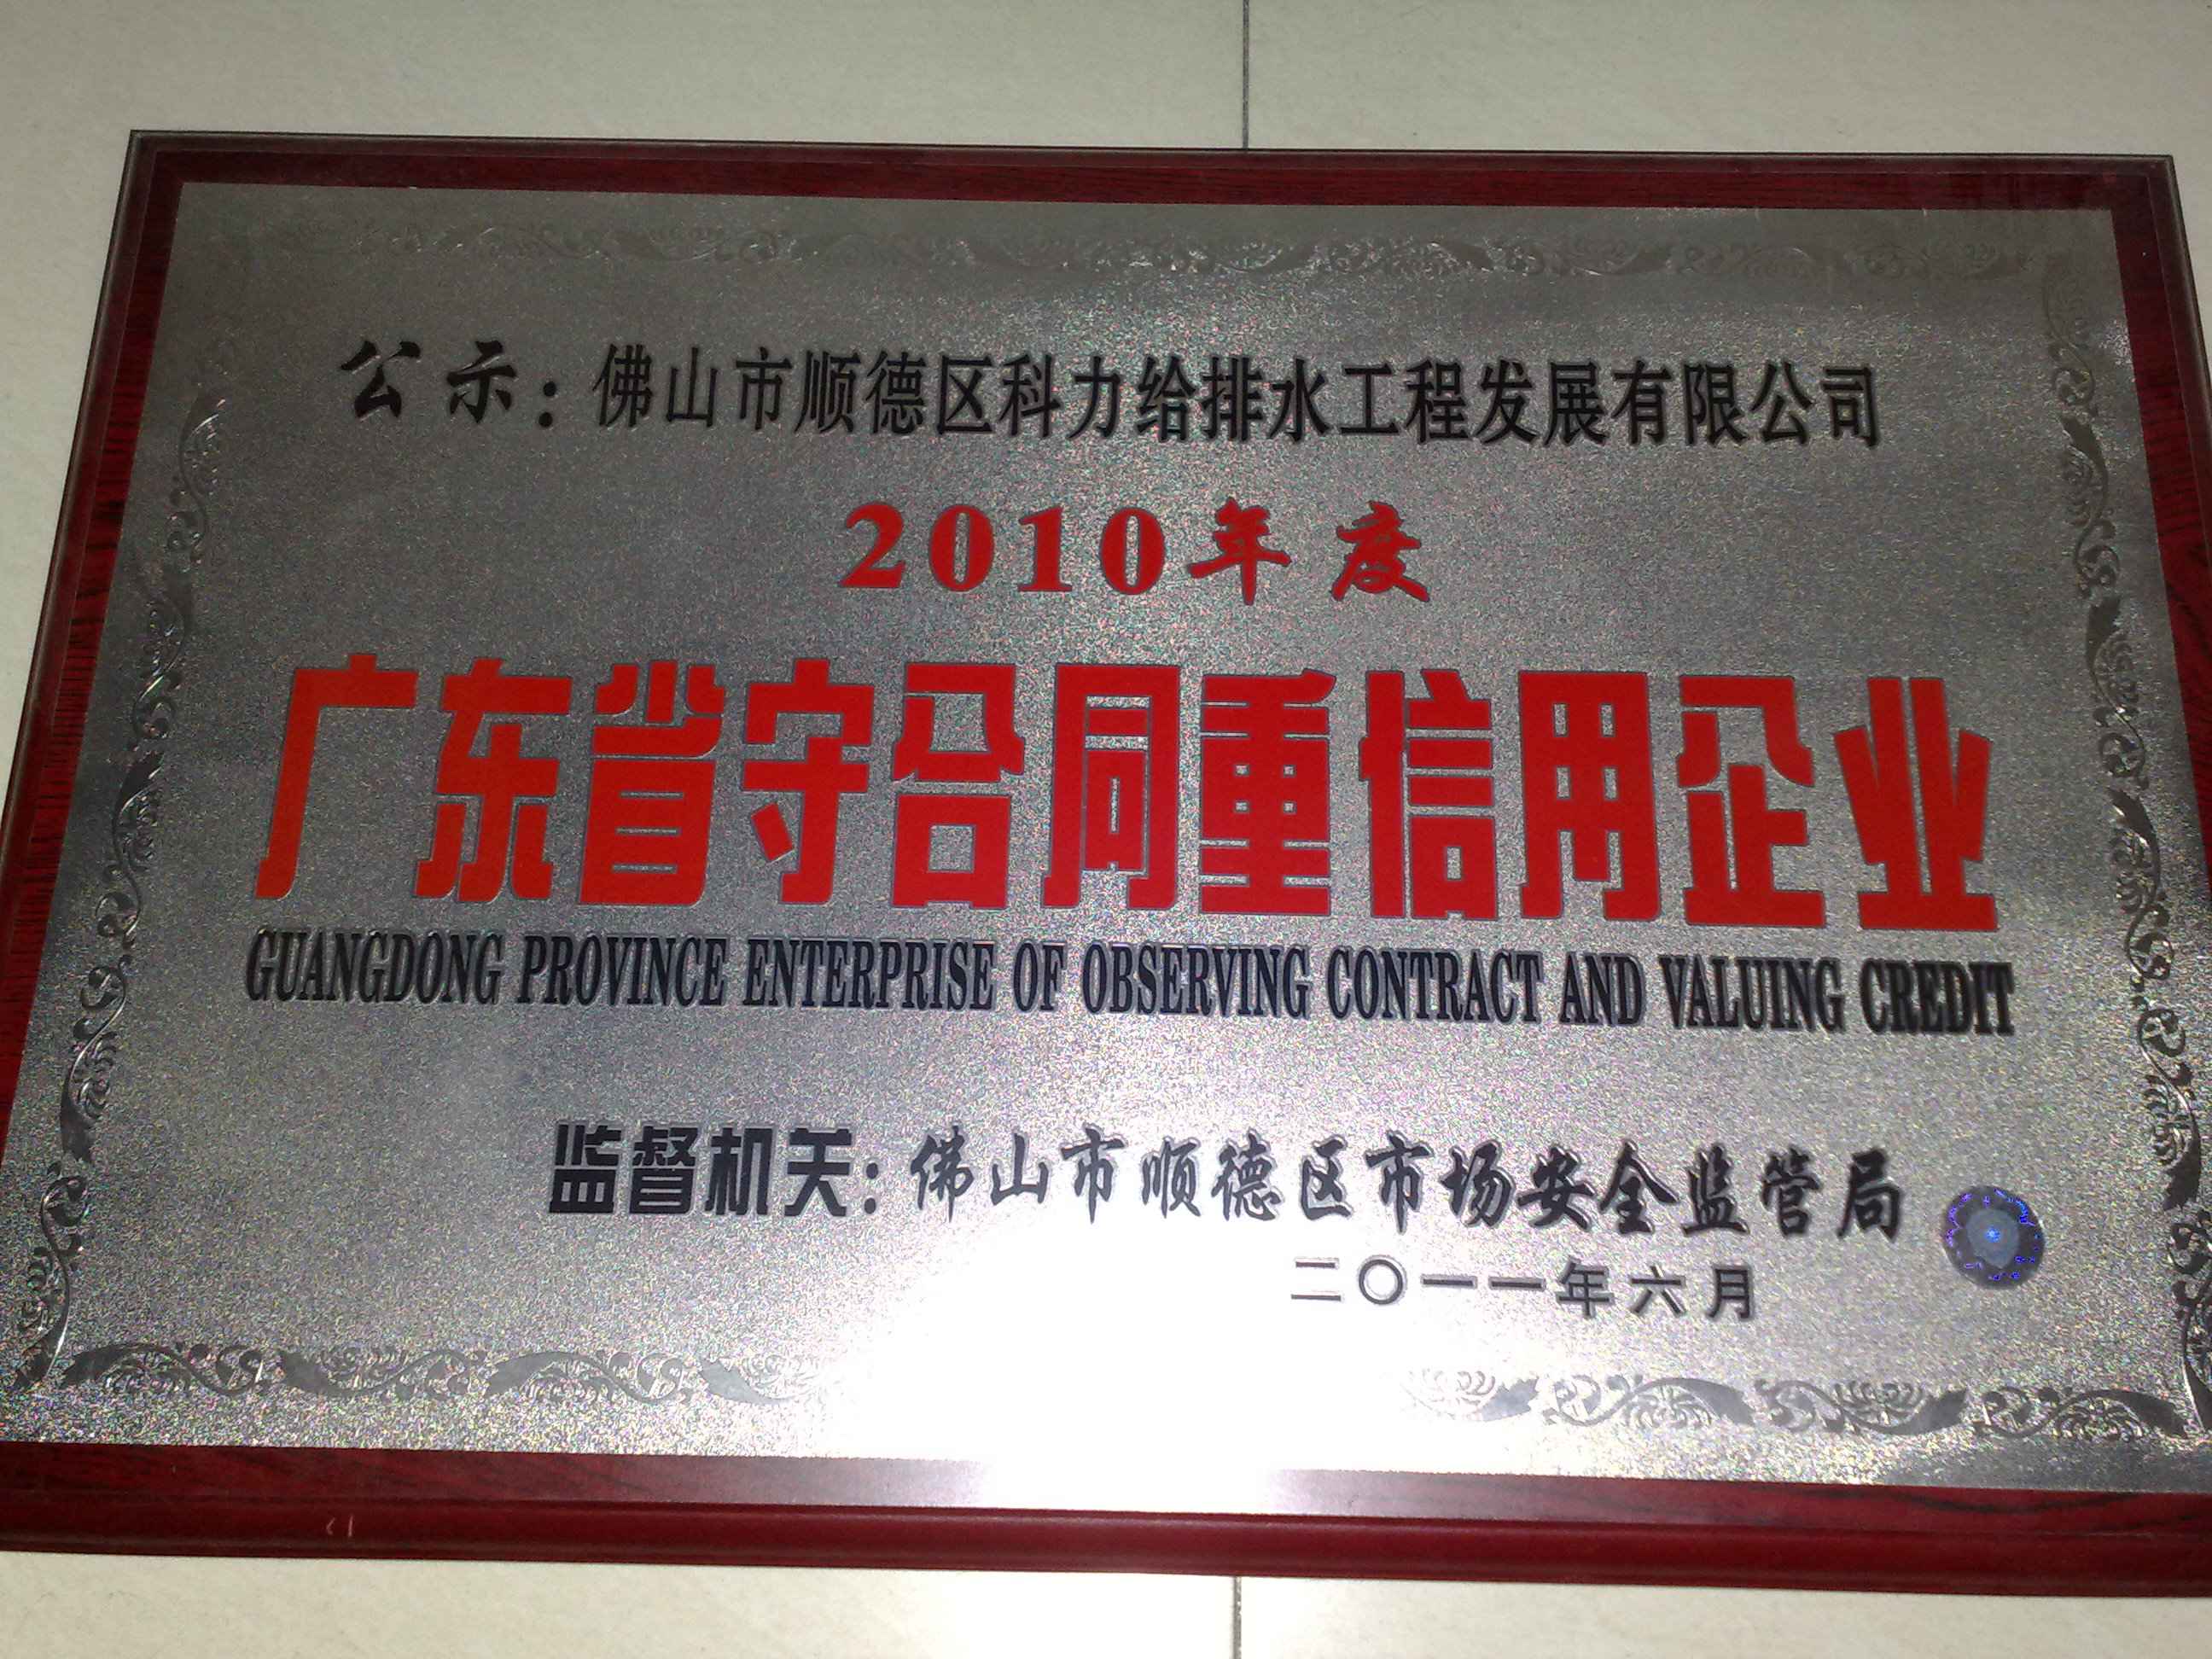 公示：佛山市顺德区科力给排水工程发展有限公司
2010年度
广东省守合同重信用企业
GUANGDONG PROVINCE ENTERPRISE OF OBSERVING CONTRACT AND VALUING CREDIT
监督机关：佛山市顺德区市场安全监管局
二〇一一年六月